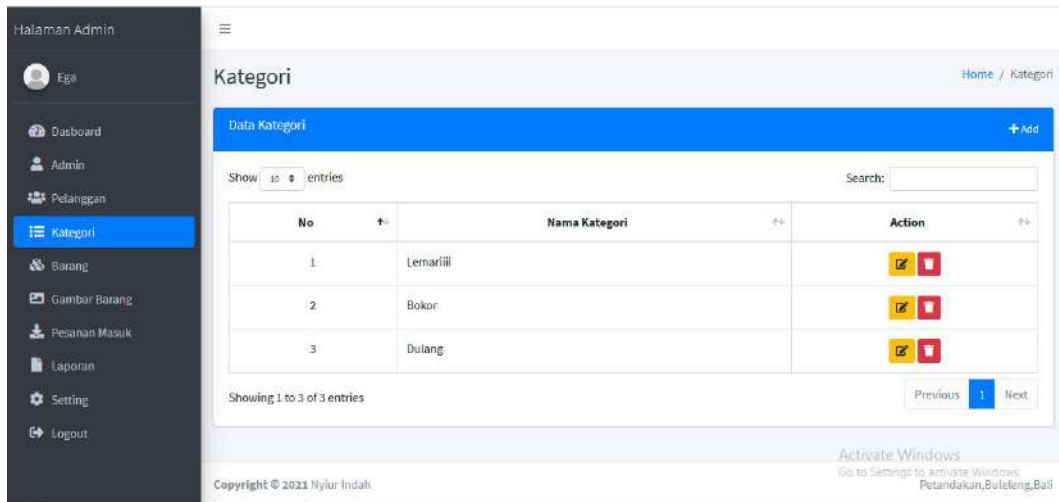 Halaman Admin
Ega
Dasboard
Admin
Pelanggan
Kategori
Barang
Gambar Barang
Pesanan Masuk
Laporan
Setting
Logout
Kategori
Home / Kategori
Data Kategori
Add
Show 10 entries
Search:
No Nama Kategori Action
1 Lemariiii
2 Bokor
3 Dulang
Showing 1 to 3 of 3 entries
Previous 1 Next
Activate Windows
Go to Settings to activate Windows.
Copyright © 2021 Nyiur Indah
Petandakan,Buleleng,Bali